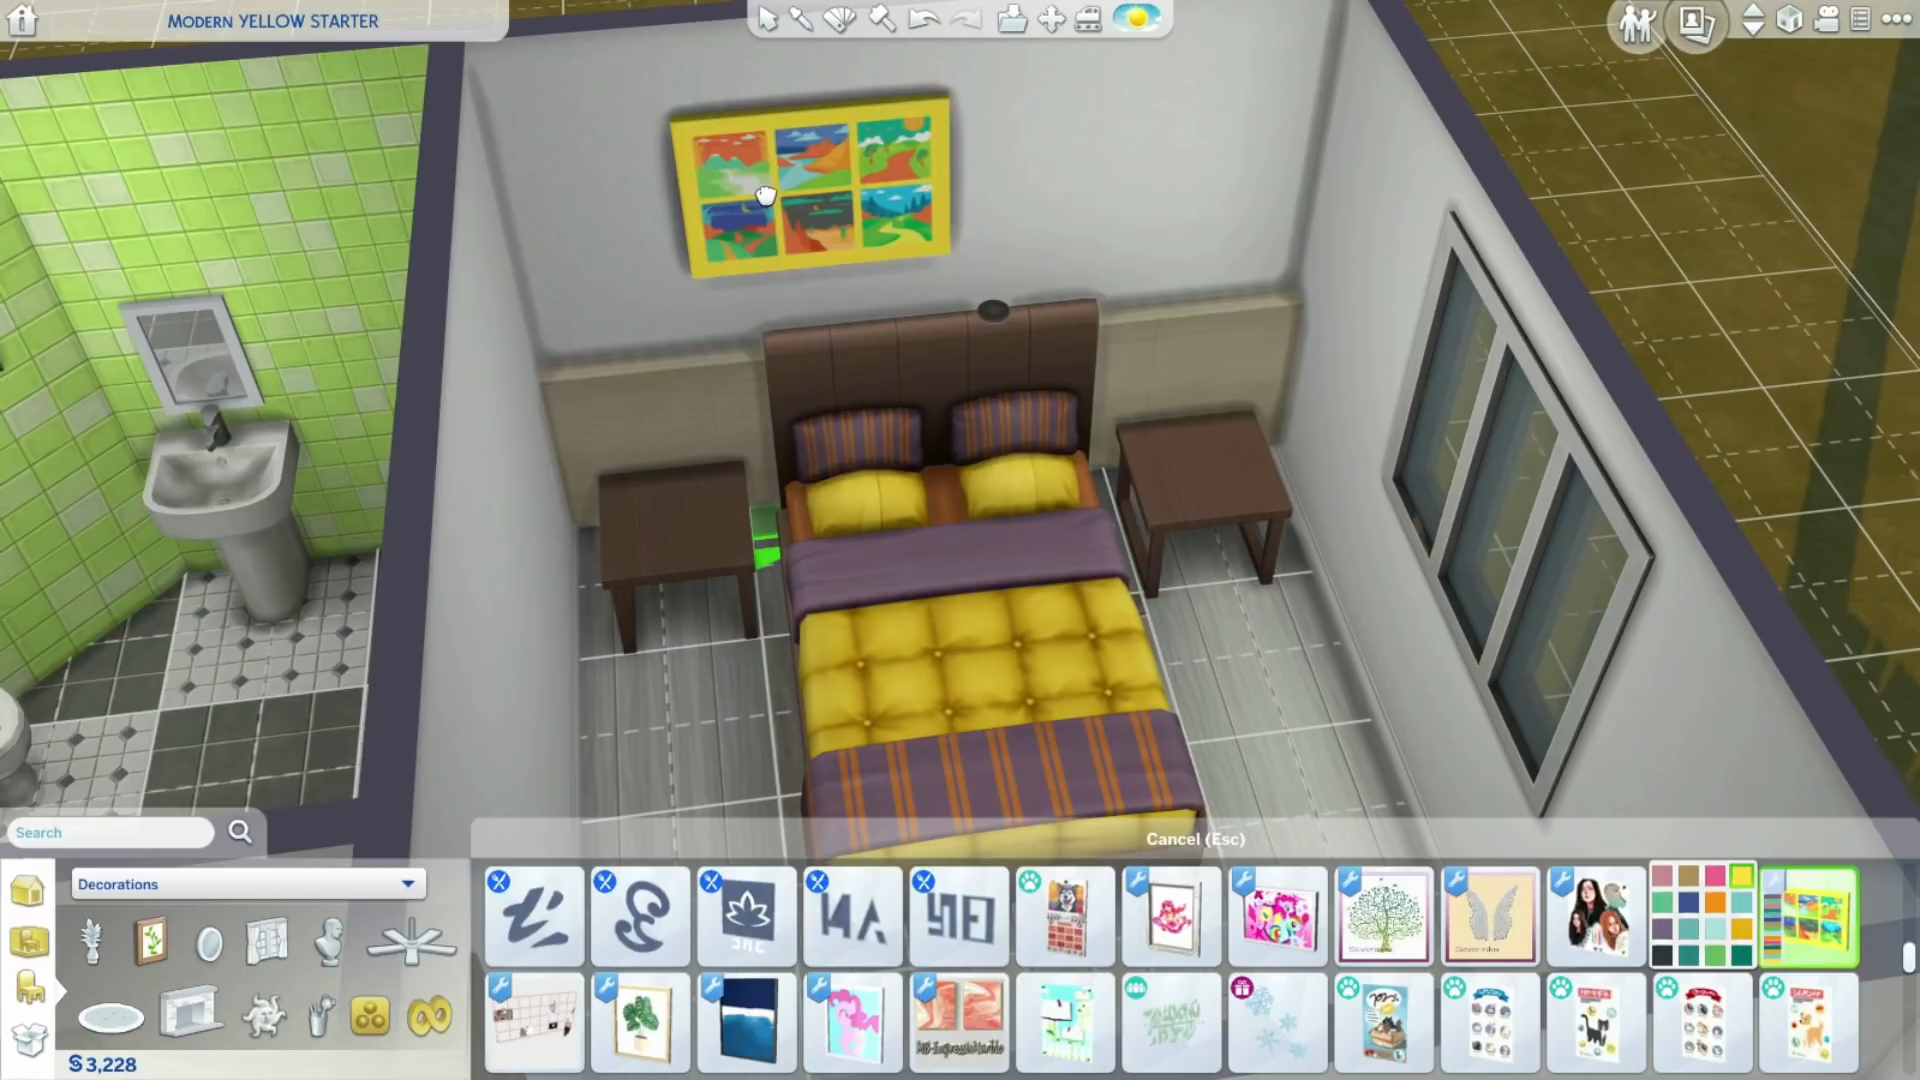 MODERN YELLOW STARTER
Search
Cancel (Esc)
Decorations
§3,228